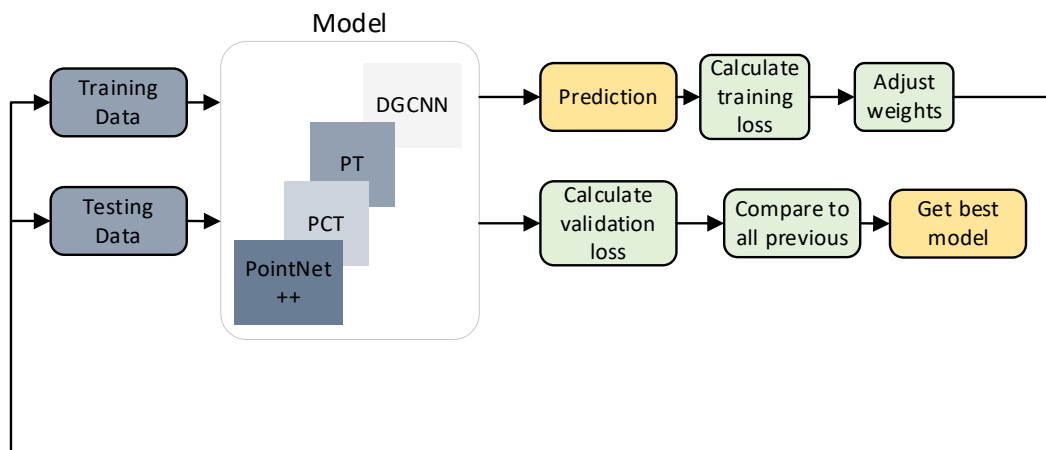 Model
Training
Data
DGCNN
Prediction
Calculate
training
loss
Adjust
weights
PT
Testing
Data
PCT
PointNet
++
Calculate
validation
loss
Compare to
all previous
Get best
model